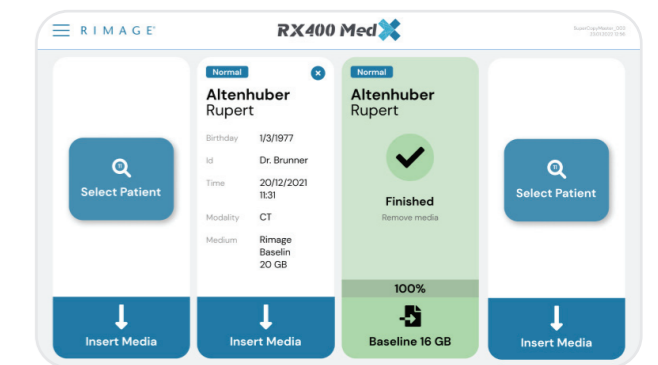 RIMAGE
RX400 MedX
Select Patient
Insert Media
Normal
Altenhuber
Rupert
Birthday 1/3/1977
Id Dr. Brunner
Time 20/12/2021
11:31
Modality CT
Medium Rimage
Baselin
20 GB
Insert Media
Normal
Altenhuber
Rupert
Finished
Remove media
100%
Baseline 16 GB
Select Patient
Insert Media